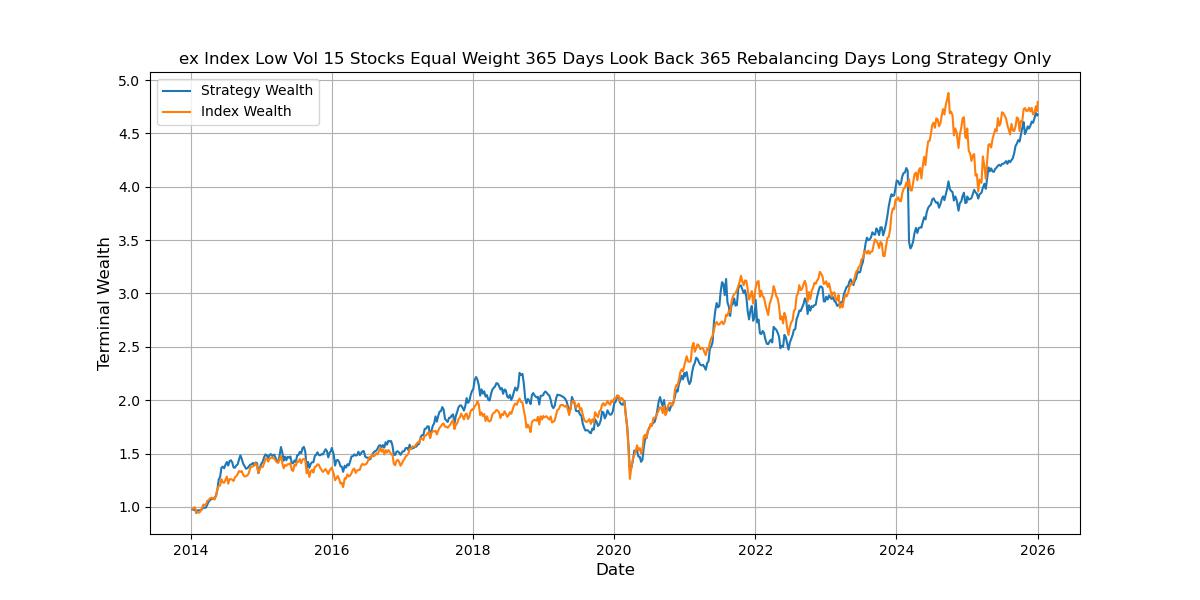 ex Index Low Vol 15 Stocks Equal Weight 365 Days Look Back 365 Rebalancing Days Long Strategy Only
Strategy Wealth
Index Wealth
5.0
4.5
4.0
3.5
3.0
2.5
2.0
1.5
1.0
Terminal Wealth
2014 2016 2018 2020 2022 2024 2026
Date